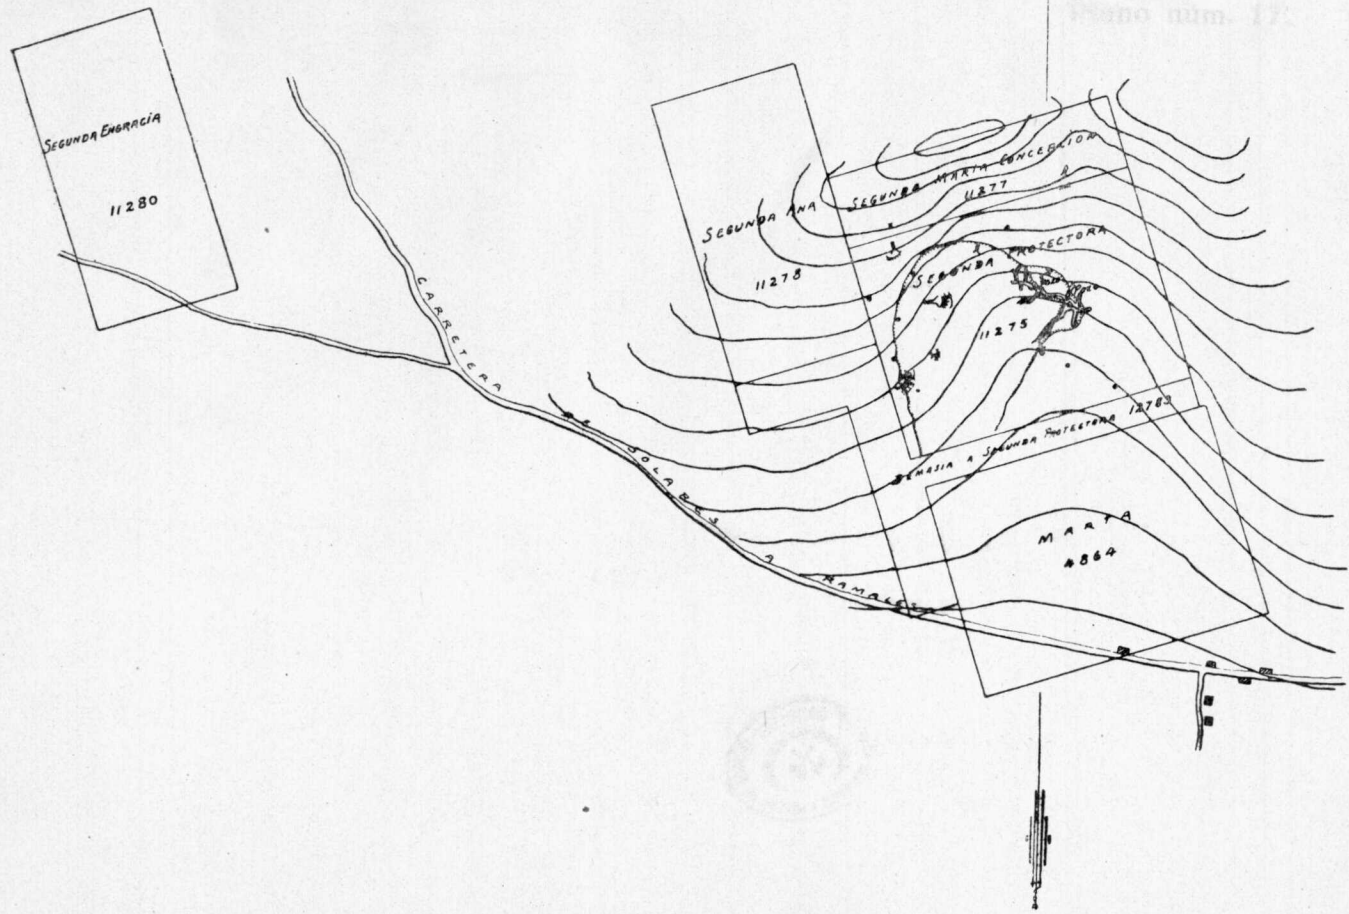 Plano núm. 17.
SEGUNDA ENGRACIA
11280
CARRETERA
DE SOLARES A RAMALES
SEGUNDA ANA
11278
SEGUNDA MARIA CONCEPCION
11277
SEGUNDA PROTECTORA
11275
DEMASIA A SEGUNDA PROTECTORA 12783
MARTA
4864